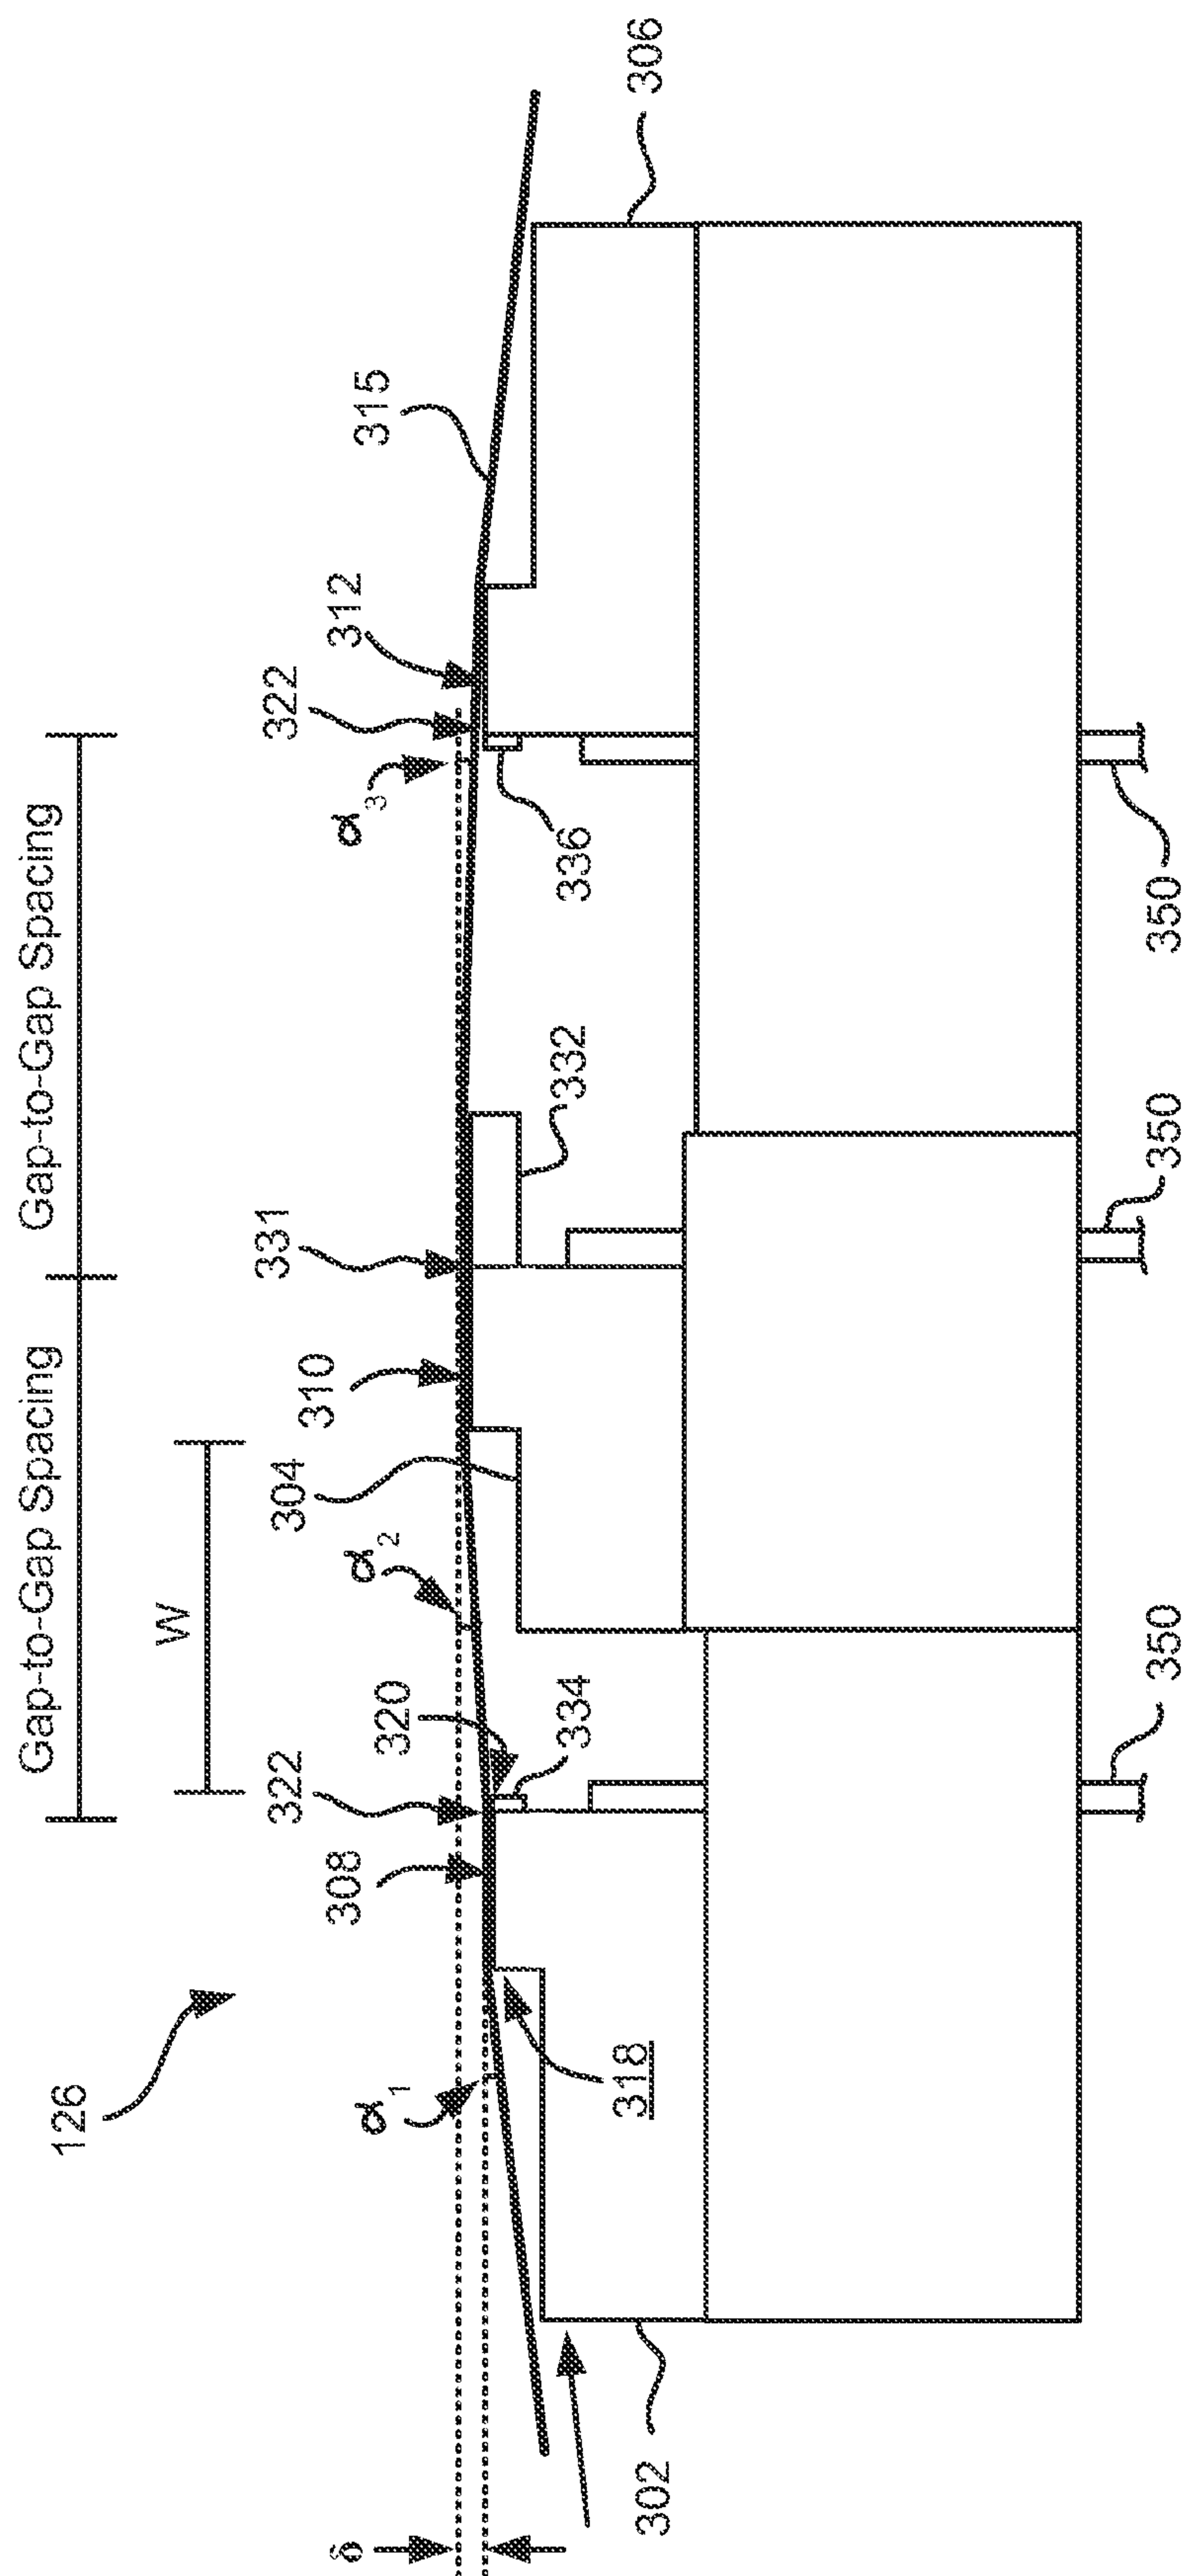 Gap-to-Gap Spacing
Gap-to-Gap Spacing
W
126
δ
α1
308
322
320
α2
304
310
331
α3
322
312
315
318
334
332
336
302
306
350
350
350